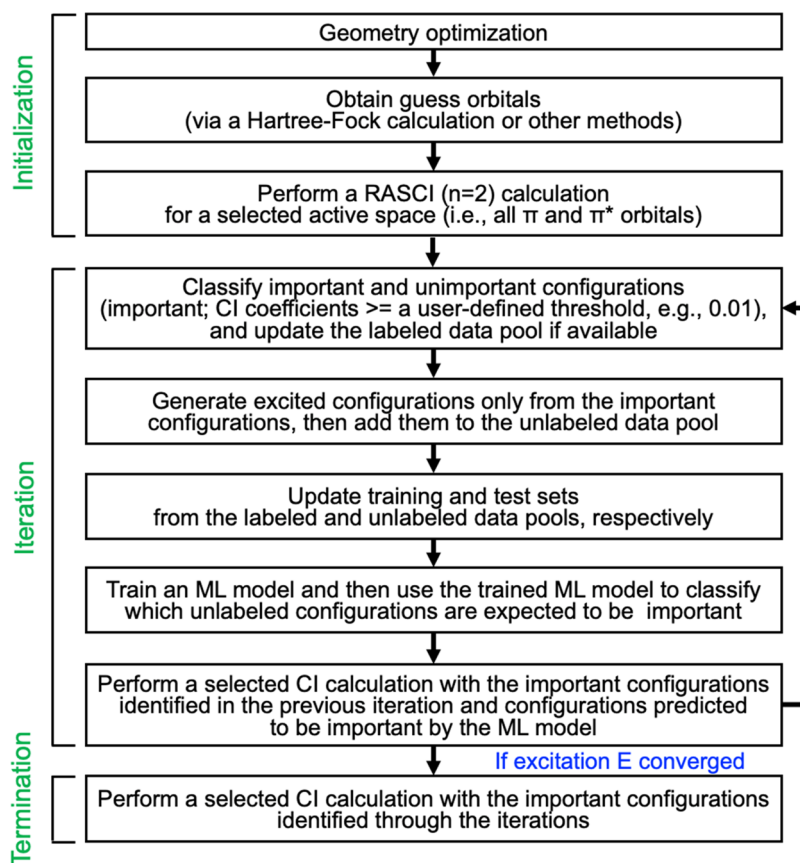 Initialization
Geometry optimization
Obtain guess orbitals
(via a Hartree-Fock calculation or other methods)
Perform a RASCI (n=2) calculation
for a selected active space (i.e., all π and π* orbitals)
Iteration
Classify important and unimportant configurations
(important; CI coefficients >= a user-defined threshold, e.g., 0.01),
and update the labeled data pool if available
Generate excited configurations only from the important
configurations, then add them to the unlabeled data pool
Update training and test sets
from the labeled and unlabeled data pools, respectively
Train an ML model and then use the trained ML model to classify
which unlabeled configurations are expected to be important
Perform a selected CI calculation with the important configurations
identified in the previous iteration and configurations predicted
to be important by the ML model
If excitation E converged
Termination
Perform a selected CI calculation with the important configurations
identified through the iterations